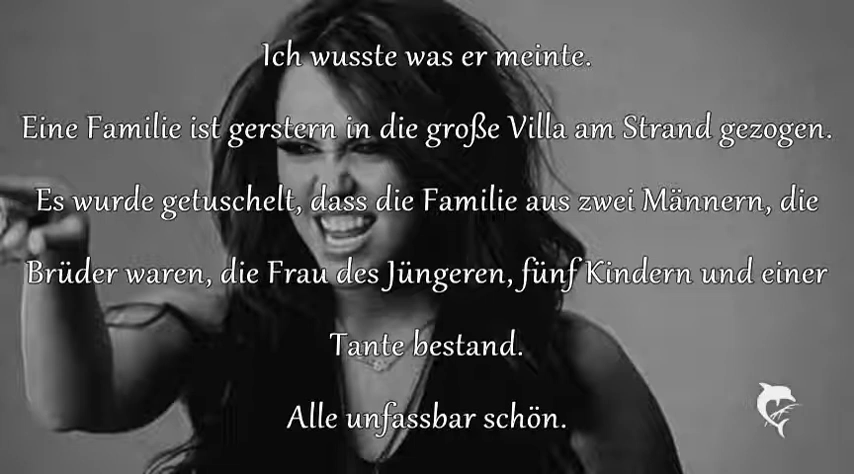 Ich wusste was er meinte.
Eine Familie ist gerstern in die große Villa am Strand gezogen.
Es wurde getuschelt, dass die Familie aus zwei Männern, die
Brüder waren, die Frau des Jüngeren, fünf Kindern und einer
Tante bestand.
Alle unfassbar schön.